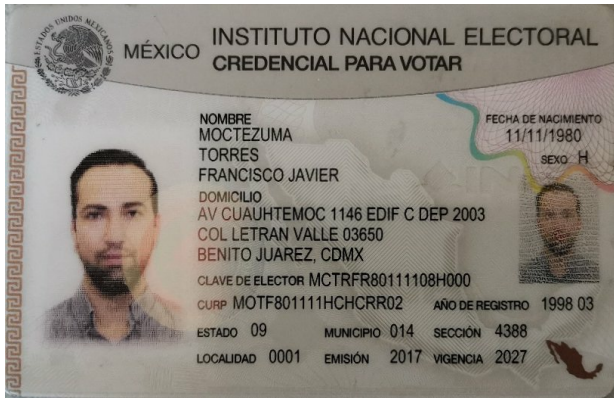 ESTADOS UNIDOS MEXICANOS
MÉXICO INSTITUTO NACIONAL ELECTORAL
CREDENCIAL PARA VOTAR
NOMBRE
MOCTEZUMA
TORRES
FRANCISCO JAVIER
FECHA DE NACIMIENTO
11/11/1980
SEXO H
DOMICILIO
AV CUAUHTEMOC 1146 EDIF C DEP 2003
COL LETRAN VALLE 03650
BENITO JUAREZ, CDMX
CLAVE DE ELECTOR MCTRFR80111108H000
CURP MOTF801111HCHCRR02 AÑO DE REGISTRO 1998 03
ESTADO 09 MUNICIPIO 014 SECCIÓN 4388
LOCALIDAD 0001 EMISIÓN 2017 VIGENCIA 2027